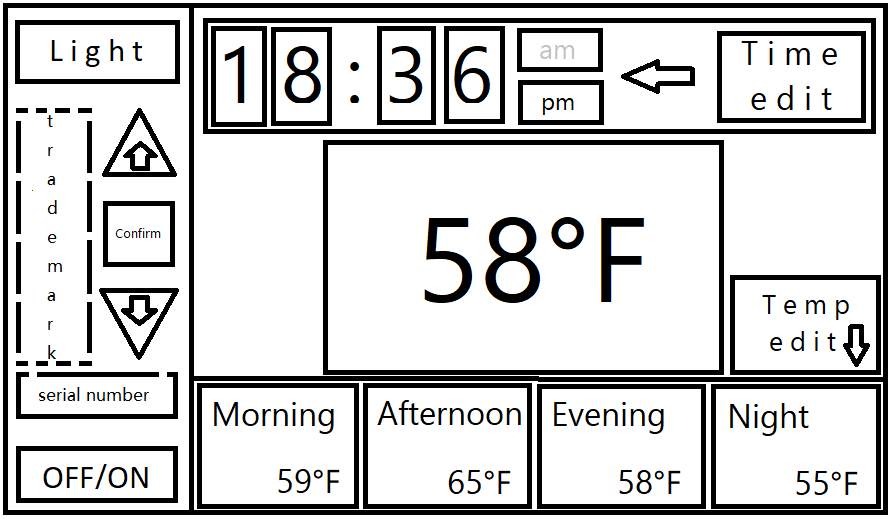 Light
18:36
am
pm
Time
edit
trademark
Confirm
58°F
Temp
edit
serial number
OFF/ON
Morning
59°F
Afternoon
65°F
Evening
58°F
Night
55°F